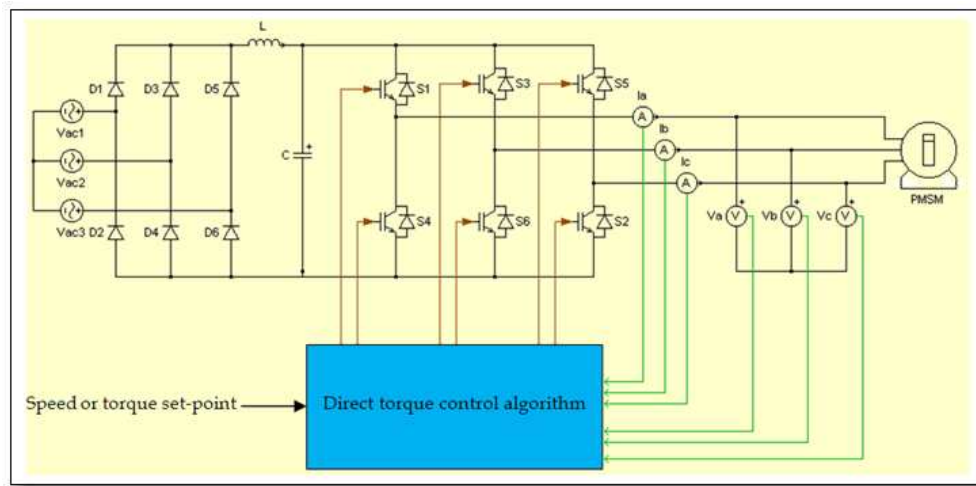 L
D1
D3
D5
S1
S3
S5
Ia
Vac1
Ib
Vac2
C
Ic
A
A
A
PMSM
Vac3
D2
D4
D6
S4
S6
S2
Va
V
Vb
V
Vc
V
Speed or torque set-point
Direct torque control algorithm